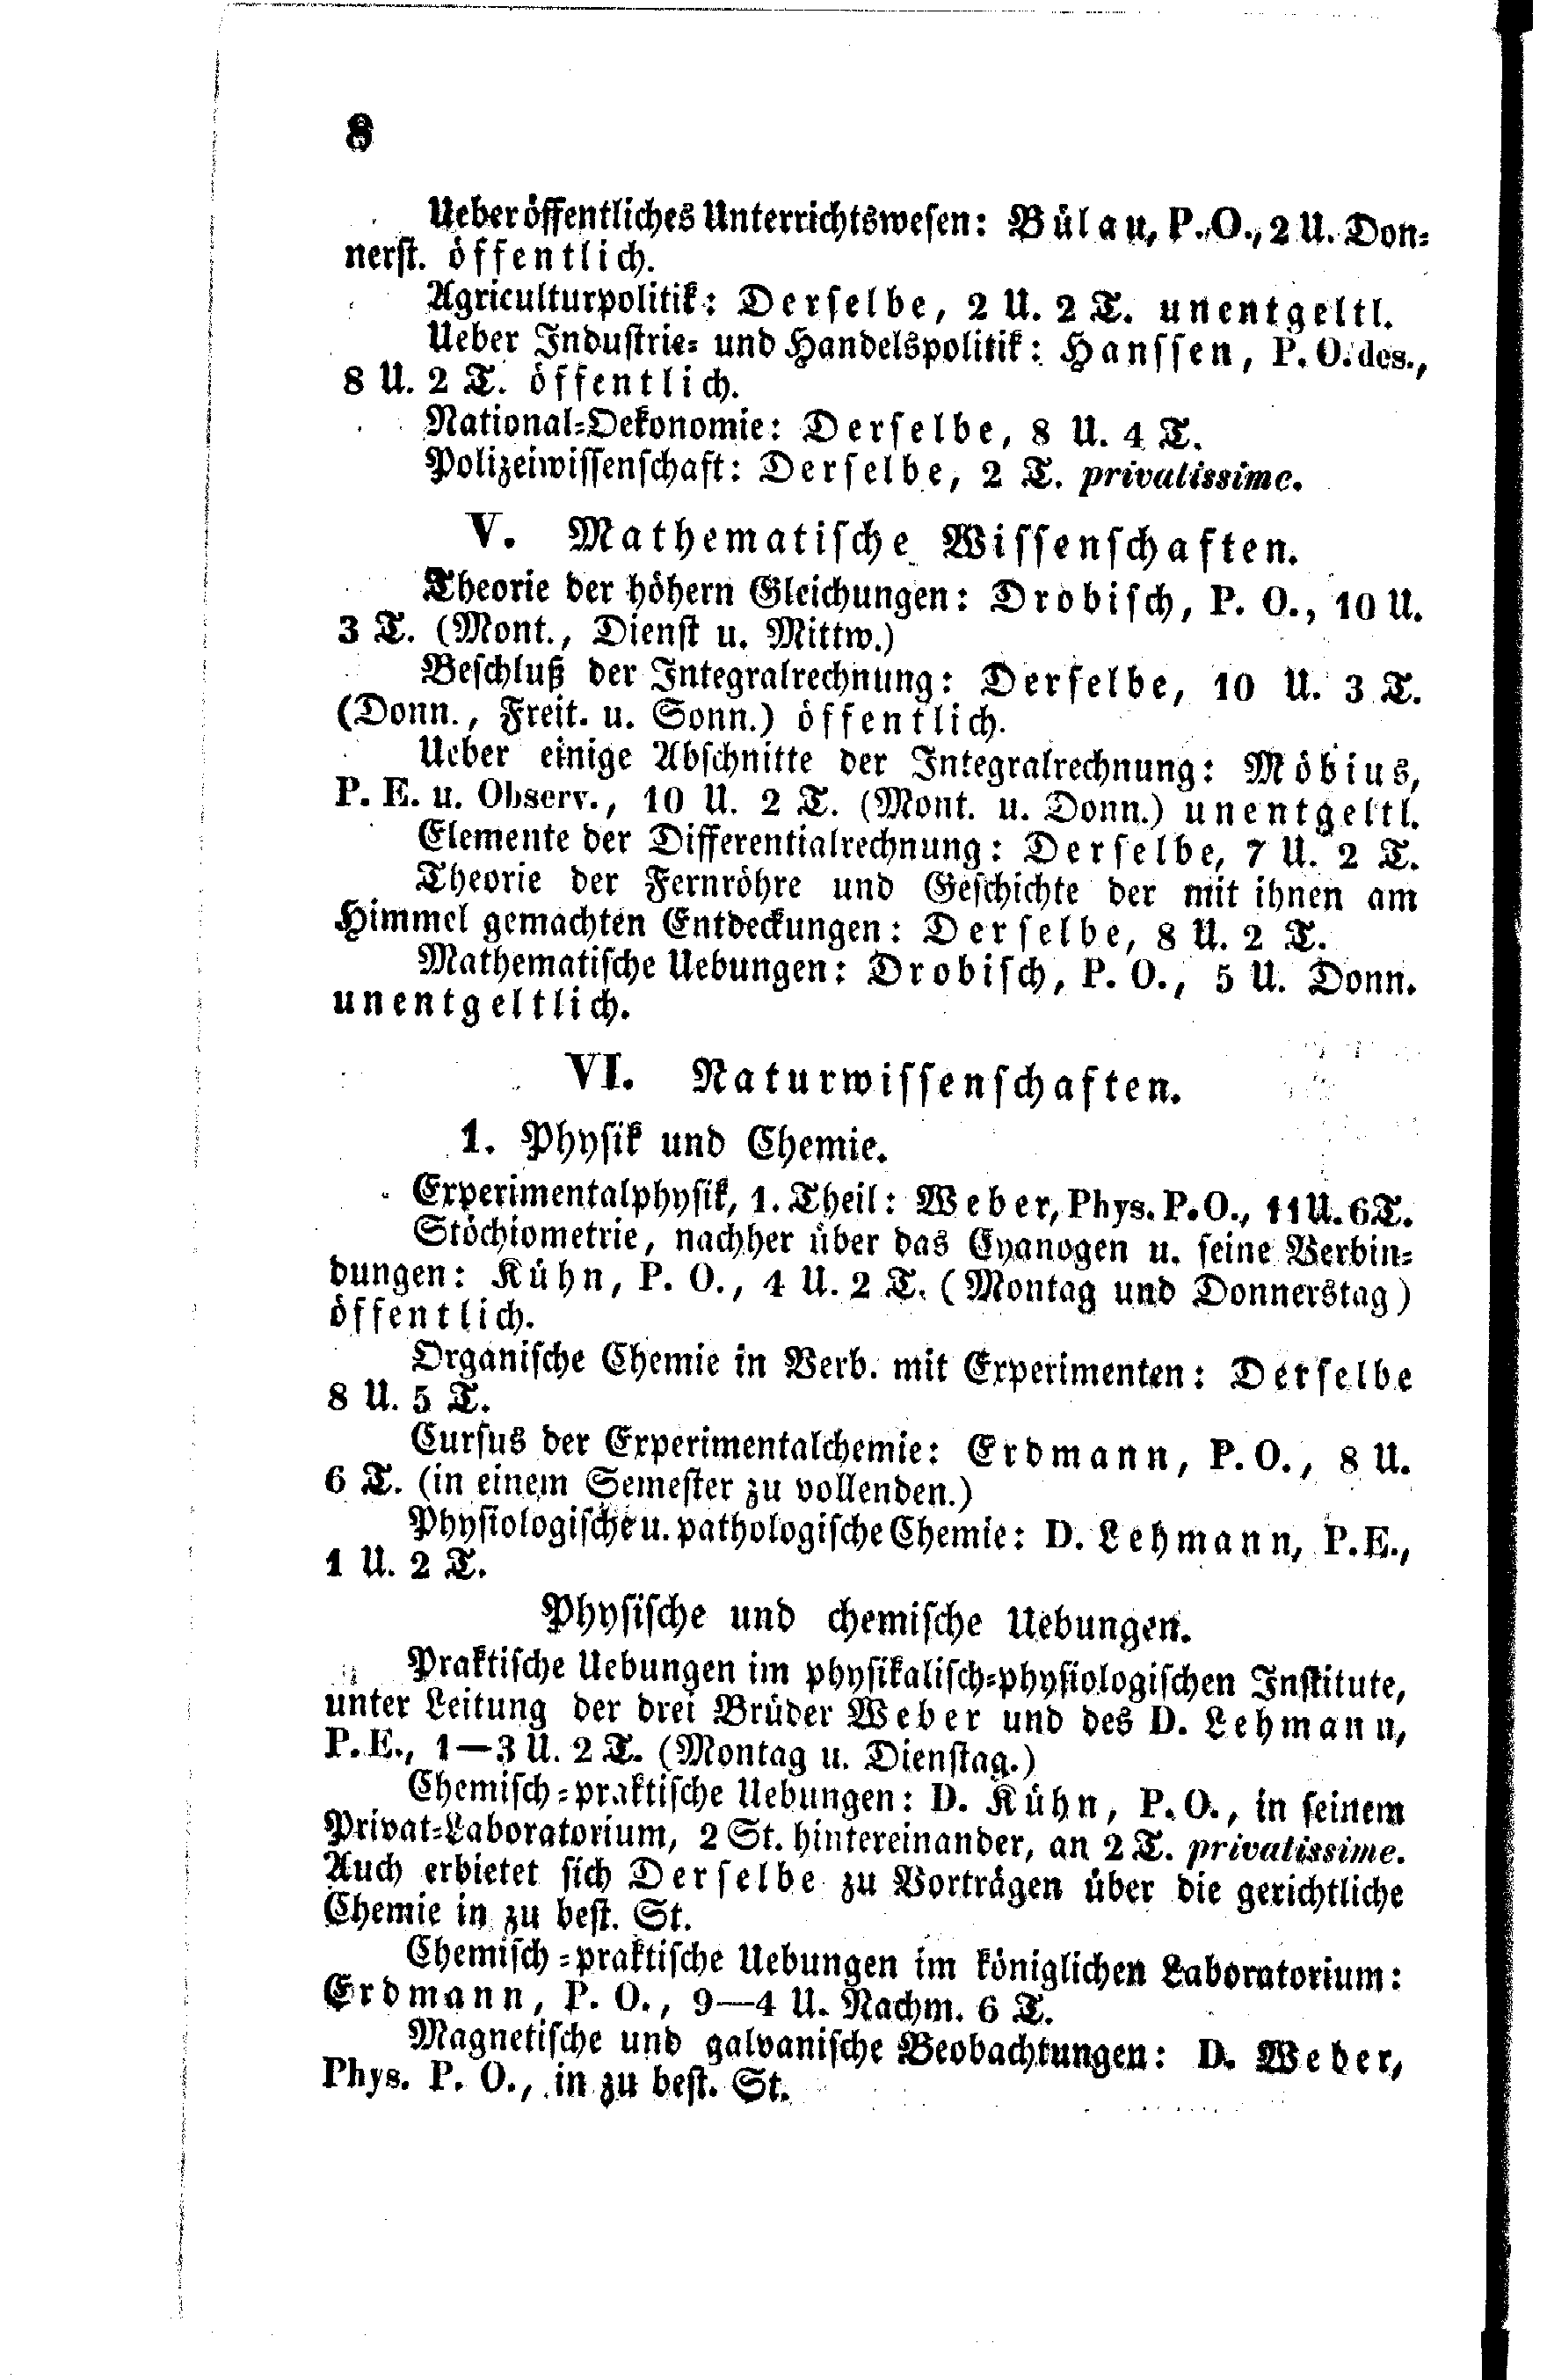 8
Ueber öffentliches Unterrichtswesen: Bülau, P. O., 2 U. Don-
nerst. öffentlich.
Agriculturpolitik: Derselbe, 2 U. 2 T. unentgeltl.
Ueber Industrie- und Handelspolitik: Hanssen, P. O. des.,
8 U. 2 T. öffentlich.
National-Oekonomie: Derselbe, 8 U. 4 T.
Polizeiwissenschaft: Derselbe, 2 T. privatissime.
V. Mathematische Wissenschaften.
Theorie der höhern Gleichungen: Drobisch, P. O., 10 U.
3 T. (Mont., Dienst u. Mittw.)
Beschluß der Integralrechnung: Derselbe, 10 U. 3 T.
(Donn., Freit. u. Sonn.) öffentlich.
Ueber einige Abschnitte der Integralrechnung: Möbius,
P. E. u. Observ., 10 U. 2 T. (Mont. u. Donn.) unentgeltl.
Elemente der Differentialrechnung: Derselbe, 7 U. 2 T.
Theorie der Fernröhre und Geschichte der mit ihnen am
Himmel gemachten Entdeckungen: Derselbe, 8 U. 2 T.
Mathematische Uebungen: Drobisch, P. O., 5 U. Donn.
unentgeltlich.
VI. Naturwissenschaften.
1. Physik und Chemie.
Experimentalphysik, 1. Theil: Weber, Phys. P. O., 11 U. 6 T.
Stöchiometrie, nachher über das Cyanogen u. seine Verbin-
dungen: Kühn, P. O., 4 U. 2 T. (Montag und Donnerstag)
öffentlich.
Organische Chemie in Verb. mit Experimenten: Derselbe
8 U. 5 T.
Cursus der Experimentalchemie: Erdmann, P. O., 8 U.
6 T. (in einem Semester zu vollenden.)
Physiologische u. pathologische Chemie: D. Lehmann, P. E.,
1 U. 2 T.
Physische und chemische Uebungen.
Praktische Uebungen im physikalisch-physiologischen Institute,
unter Leitung der drei Brüder Weber und des D. Lehmann,
P. E., 1—3 U. 2 T. (Montag u. Dienstag.)
Chemisch-praktische Uebungen: D. Kühn, P. O., in seinem
Privat-Laboratorium, 2 St. hintereinander, an 2 T. privatissime.
Auch erbietet sich Derselbe zu Vorträgen über die gerichtliche
Chemie in zu best. St.
Chemisch-praktische Uebungen im königlichen Laboratorium:
Erdmann, P. O., 9—4 U. Nachm. 6 T.
Magnetische und galvanische Beobachtungen: D. Weber,
Phys. P. O., in zu best. St.